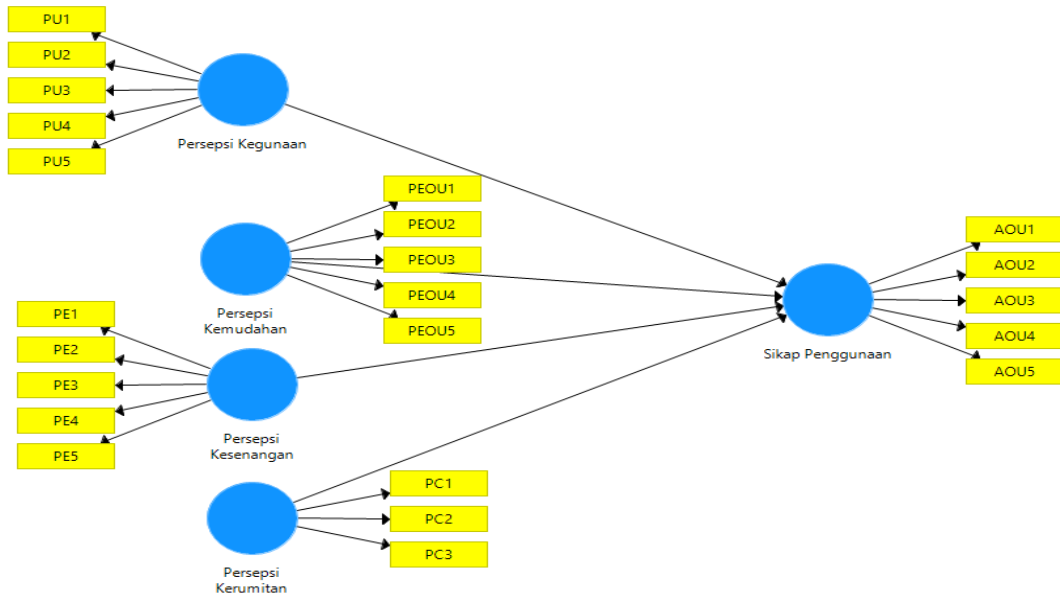 PU1
PU2
PU3
PU4
PU5
Persepsi Kegunaan
PEOU1
PEOU2
PEOU3
PEOU4
PEOU5
Persepsi
Kemudahan
PE1
PE2
PE3
PE4
PE5
Persepsi
Kesenangan
PC1
PC2
PC3
Persepsi
Kerumitan
AOU1
AOU2
AOU3
AOU4
AOU5
Sikap Penggunaan